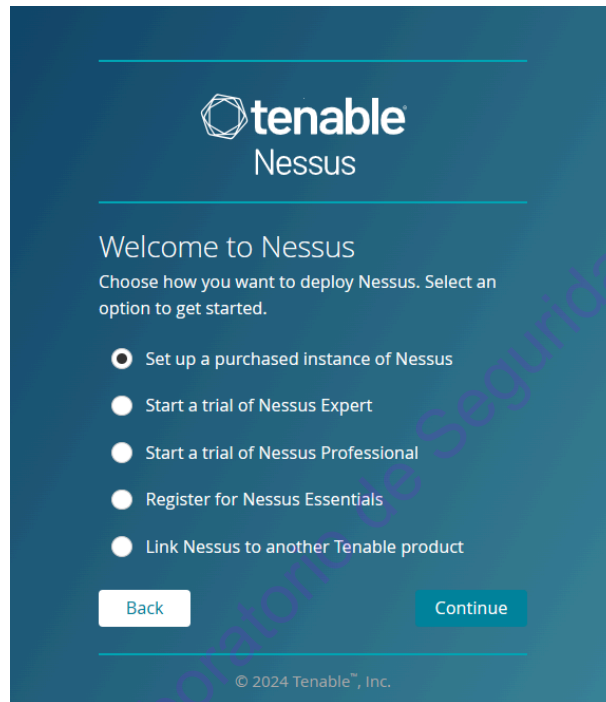 tenable
Nessus
Welcome to Nessus
Choose how you want to deploy Nessus. Select an
option to get started.
Set up a purchased instance of Nessus
Start a trial of Nessus Expert
Start a trial of Nessus Professional
Register for Nessus Essentials
Link Nessus to another Tenable product
Back
Continue
© 2024 Tenable™, Inc.
de